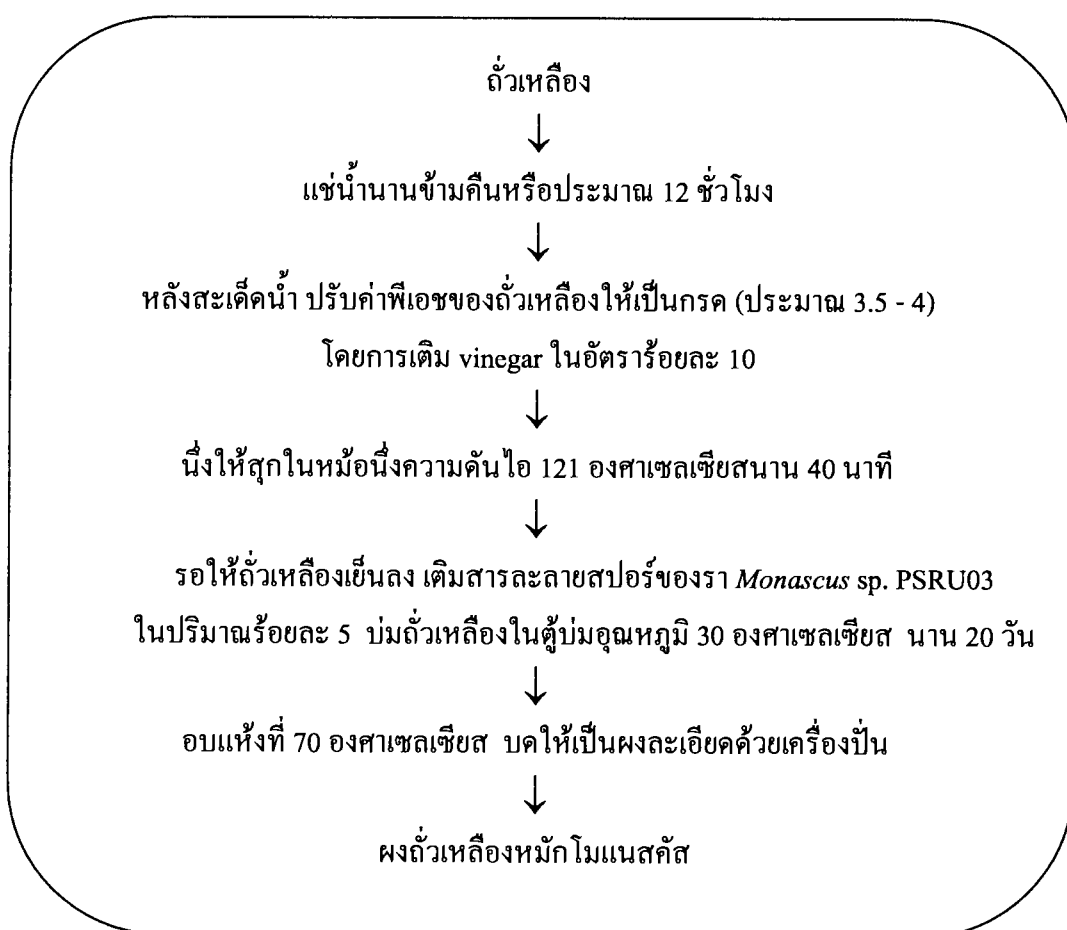 ถั่วเหลือง
↓
แช่น้ำนานข้ามคืนหรือประมาณ 12 ชั่วโมง
↓
หลังสะเด็ดน้ำ ปรับค่าพีเอชของถั่วเหลืองให้เป็นกรด (ประมาณ 3.5 - 4)
โดยการเติม vinegar ในอัตราร้อยละ 10
↓
นึ่งให้สุกในหม้อนึ่งความดันไอ 121 องศาเซลเซียสนาน 40 นาที
↓
รอให้ถั่วเหลืองเย็นลง เติมสารละลายสปอร์ของรา Monascus sp. PSRU03
ในปริมาณร้อยละ 5 บ่มถั่วเหลืองในตู้บ่มอุณหภูมิ 30 องศาเซลเซียส นาน 20 วัน
↓
อบแห้งที่ 70 องศาเซลเซียส บดให้เป็นผงละเอียดด้วยเครื่องปั่น
↓
ผงถั่วเหลืองหมักโมแนสคัส